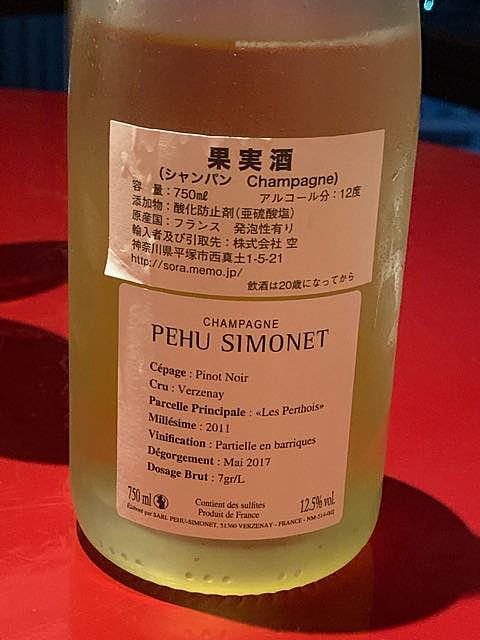 果実酒
(シャンパン Champagne)
容 量：750㎖ アルコール分：12度
添加物：酸化防止剤(亜硫酸塩)
原産国：フランス 発泡性有り
輸入者及び引取先：株式会社 空
神奈川県平塚市西真土1-5-21
http://sora.memo.jp/
飲酒は20歳になってから
CHAMPAGNE
PEHU SIMONET
Cépage : Pinot Noir
Cru : Verzenay
Parcelle Principale : «Les Perthois»
Millésime : 2011
Vinification : Partielle en barriques
Dégorgement : Mai 2017
Dosage Brut : 7gr/L
750 ml Contient des sulfites 12.5% vol.
Produit de France
Élaboré par SARL PEHU-SIMONET, 51360 VERZENAY - FRANCE -